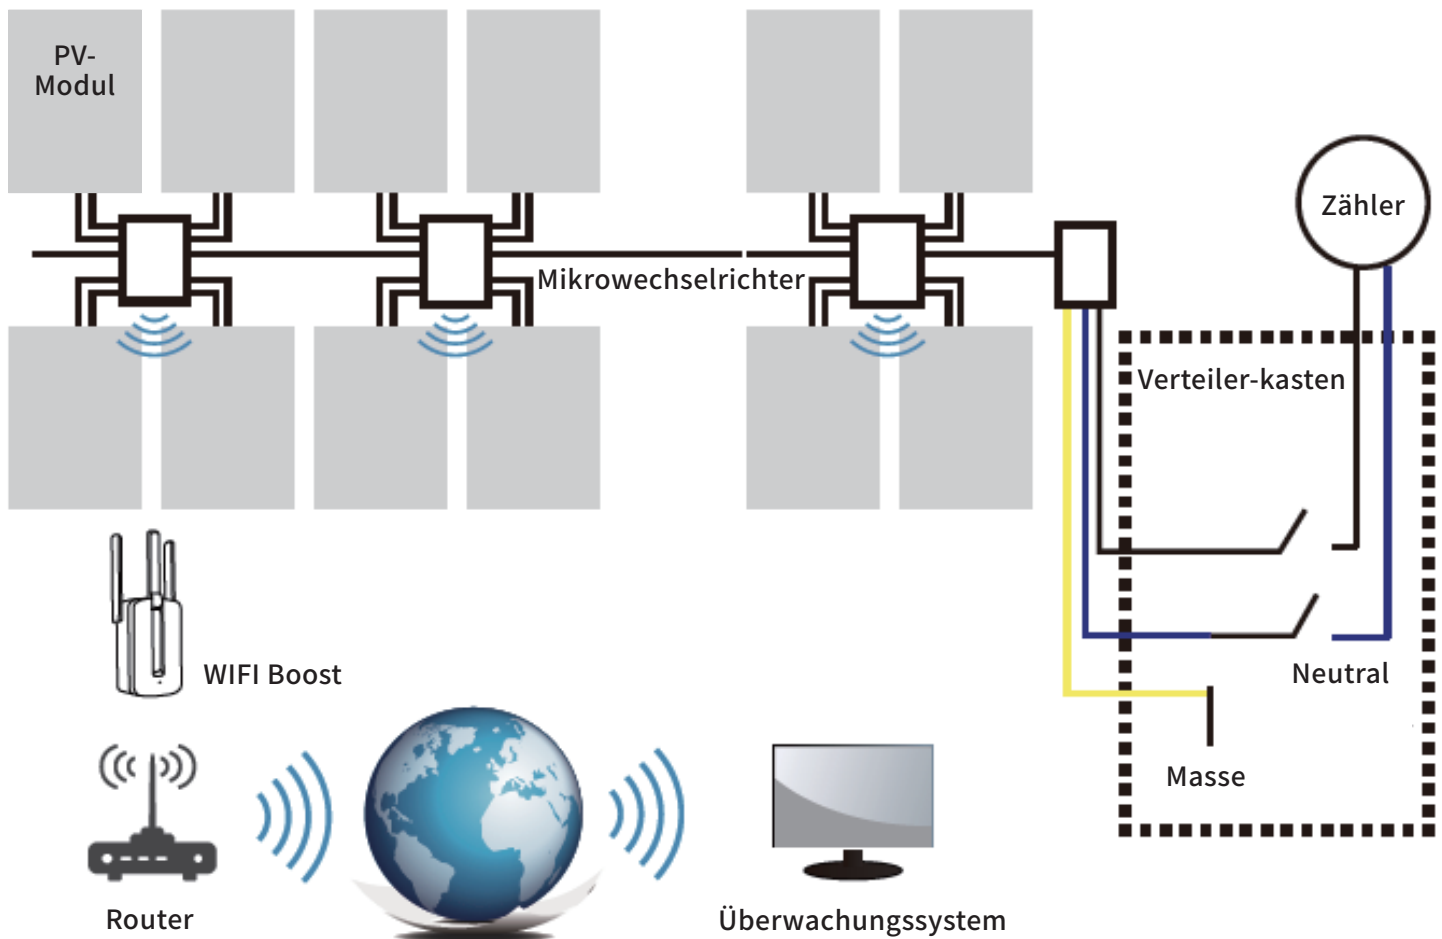 PV-
Modul
Zähler
Mikrowechselrichter
Verteiler-kasten
WIFI Boost
Neutral
Masse
Router
Überwachungssystem